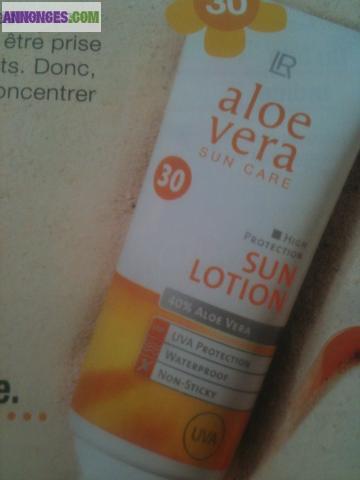 ANNONCES.COM
30
être prise
ts. Donc,
oncentrer
LR
aloe
vera
SUN CARE
30
HIGH
PROTECTION
SUN
LOTION
40% ALOE VERA
UVA PROTECTION
WATERPROOF
NON-STICKY
UVA
e.